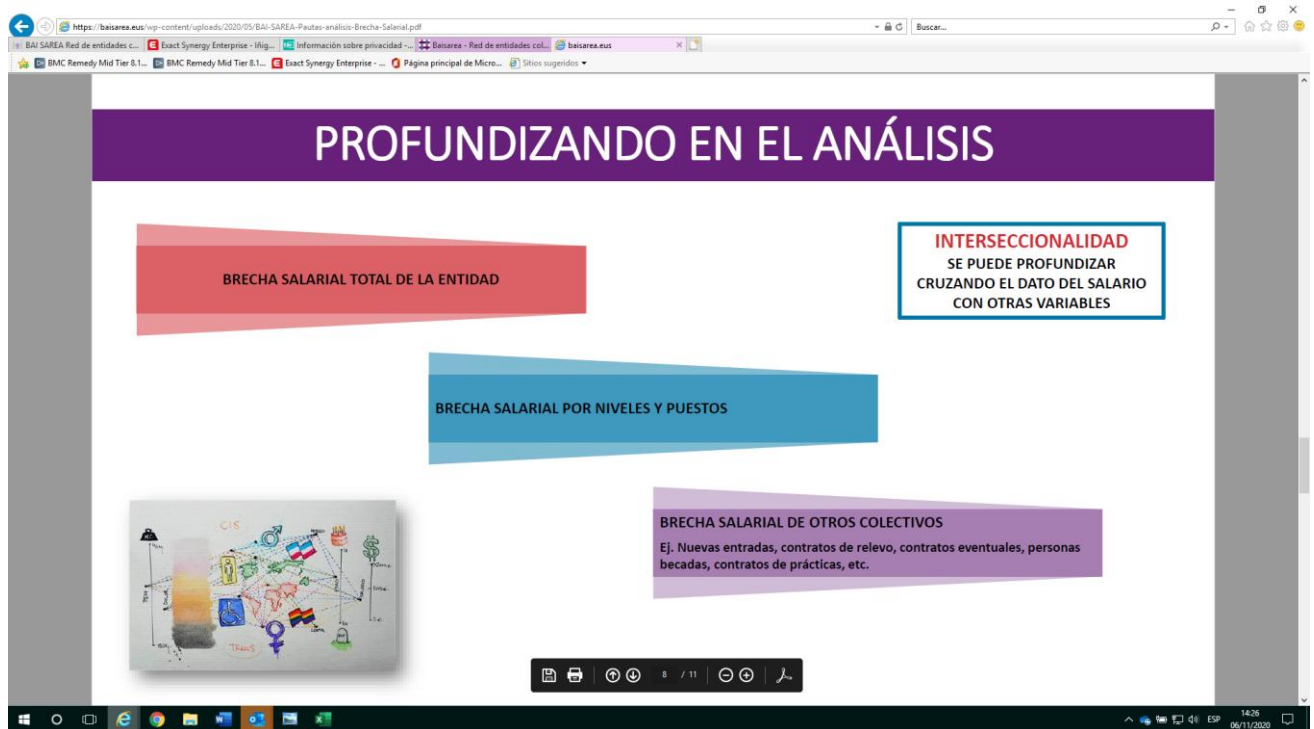 https://baisarea.eus/wp-content/uploads/2020/05/BAI-SAREA-Pautas-análisis-Brecha-Salarial.pdf
Buscar...
BAI SAREA Red de entidades c...
Exact Synergy Enterprise - Iñig...
Información sobre privacidad -...
Baisarea - Red de entidades col...
baisarea.eus
BMC Remedy Mid Tier 8.1...
BMC Remedy Mid Tier 8.1...
Exact Synergy Enterprise - ...
Página principal de Micro...
Sitios sugeridos
PROFUNDIZANDO EN EL ANÁLISIS
BRECHA SALARIAL TOTAL DE LA ENTIDAD
INTERSECCIONALIDAD
SE PUEDE PROFUNDIZAR
CRUZANDO EL DATO DEL SALARIO
CON OTRAS VARIABLES
BRECHA SALARIAL POR NIVELES Y PUESTOS
BRECHA SALARIAL DE OTROS COLECTIVOS
Ej. Nuevas entradas, contratos de relevo, contratos eventuales, personas
becadas, contratos de prácticas, etc.
CIS
TRANS
8 / 11
ESP
14:26
06/11/2020